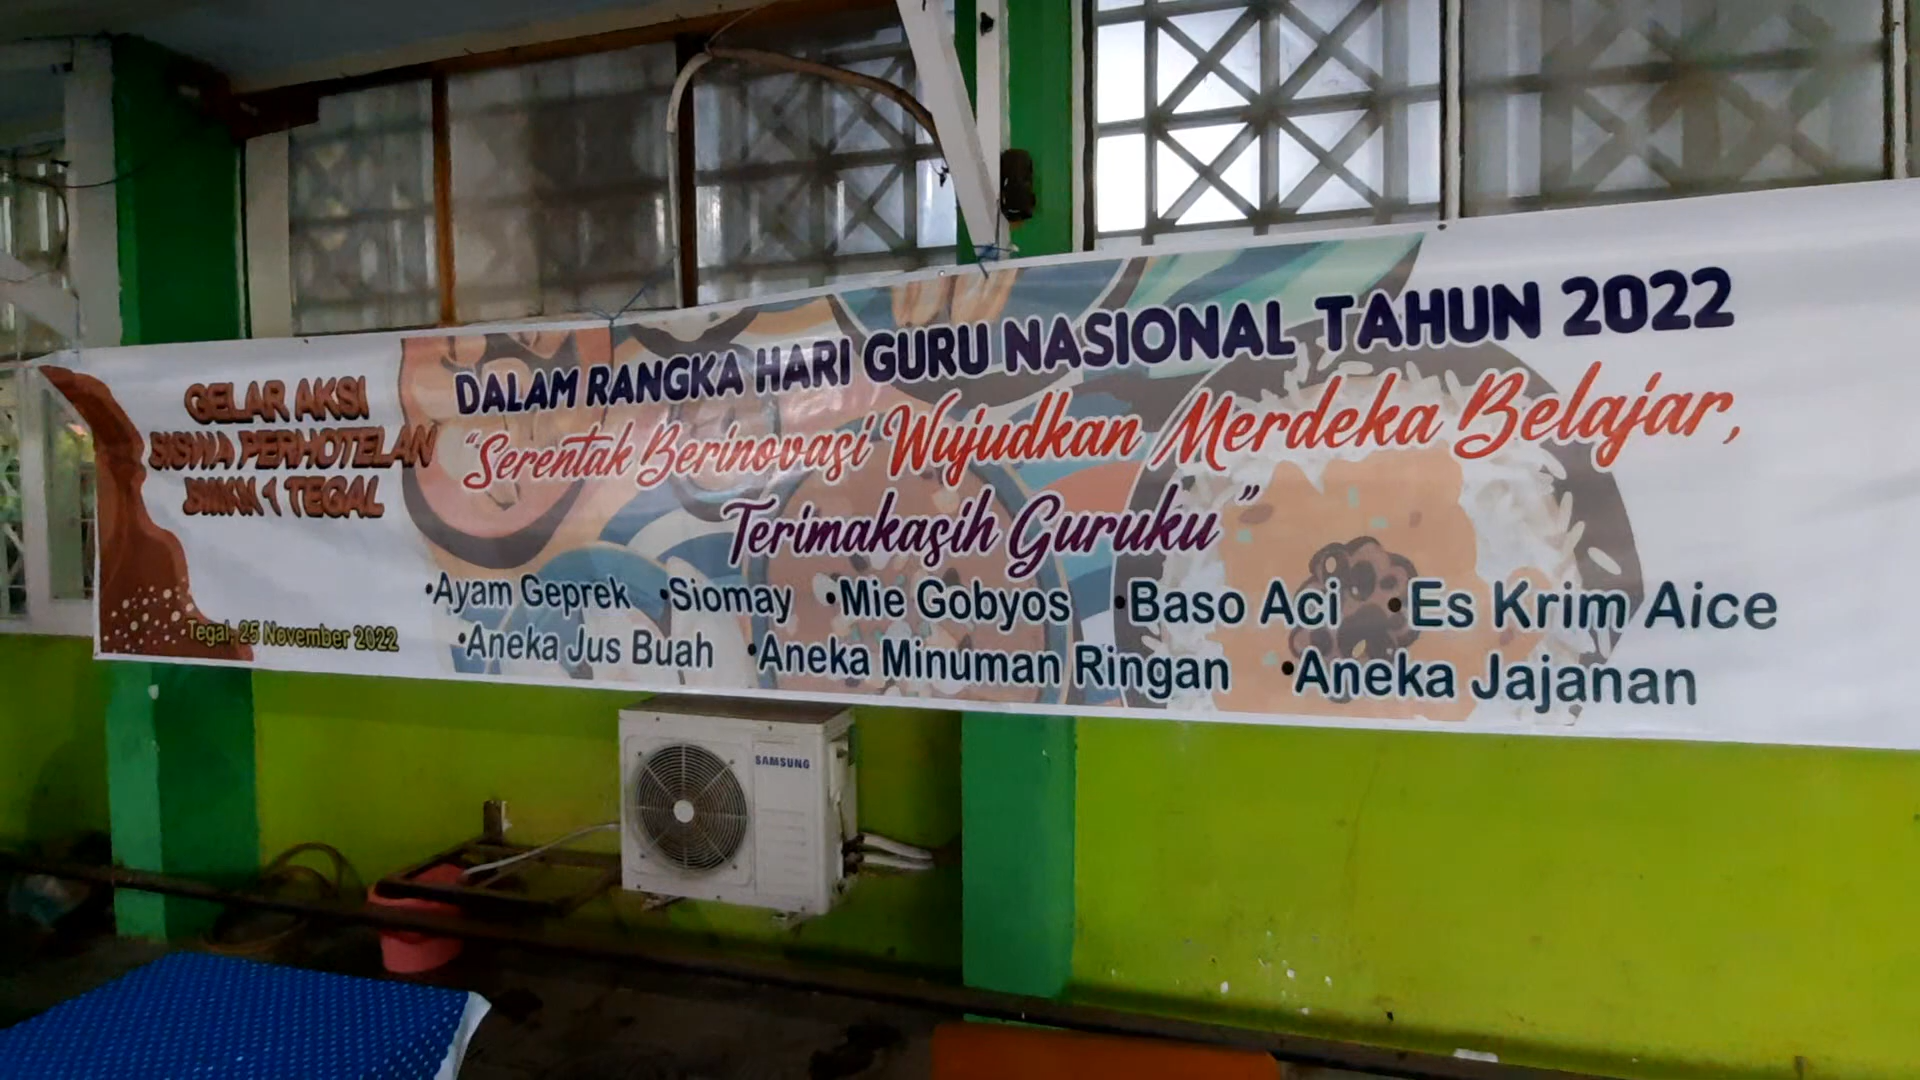 GELAR AKSI
SISWA PERHOTELAN
SMKN 1 TEGAL
Tegal, 25 November 2022
DALAM RANGKA HARI GURU NASIONAL TAHUN 2022
"Serentak Berinovasi Wujudkan Merdeka Belajar,
Terimakasih Guruku"
•Ayam Geprek •Siomay •Mie Gobyos •Baso Aci •Es Krim Aice
•Aneka Jus Buah •Aneka Minuman Ringan •Aneka Jajanan
SAMSUNG